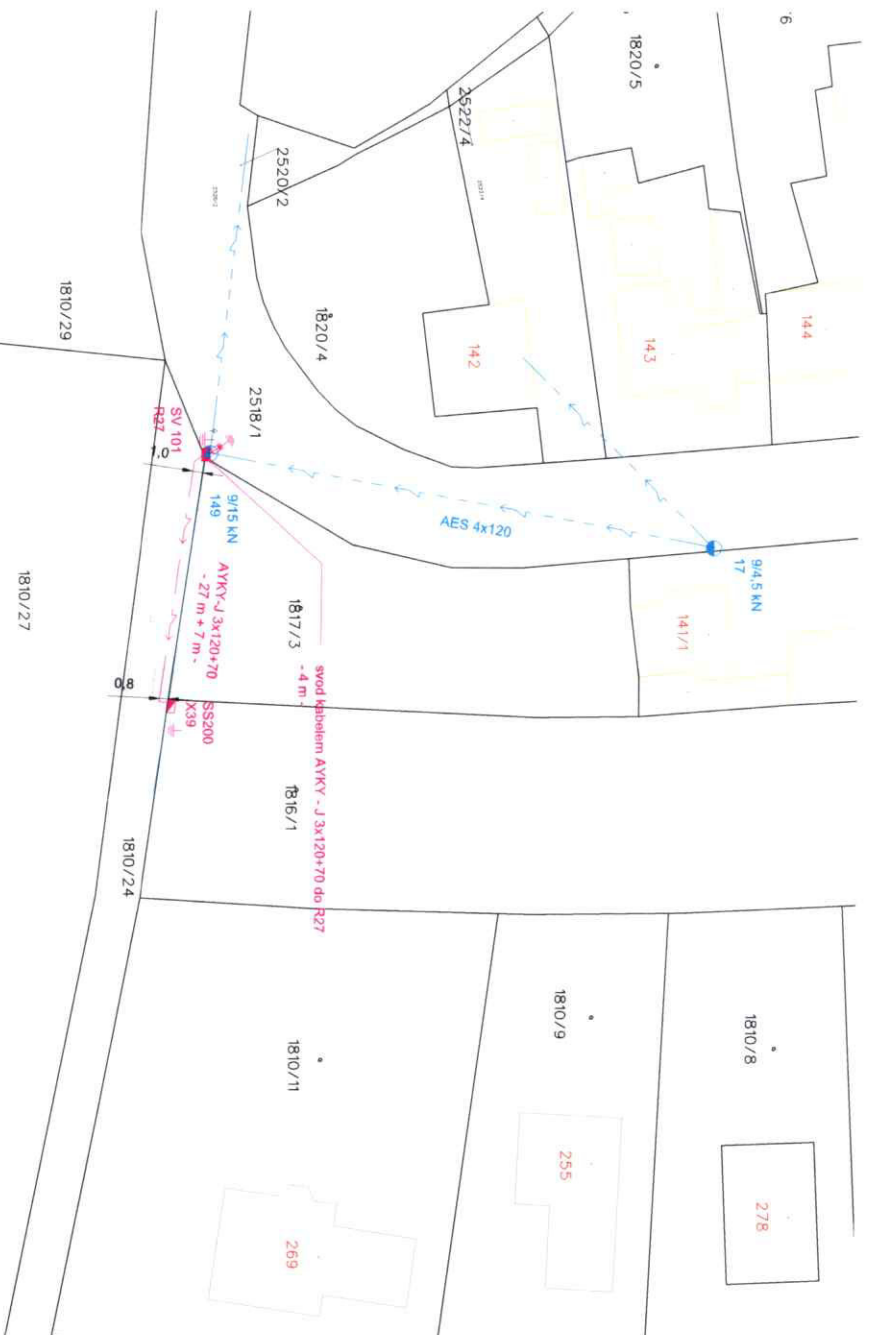 6
1820/5
2522/4
2520/2
1820/4
142
143
144
2518/1
1810/29
SV 101
R27
1,0
9/15 kN
149
AES 4x120
9/4,5 kN
17
141/1
AYKY-J 3x120+70
- 27 m + 7 m -
1817/3
svod kabelem AYKY - J 3x120+70 do R27
- 4 m -
1810/27
0,8
SS200
X39
1816/1
1810/24
1810/11
1810/9
1810/8
255
278
269